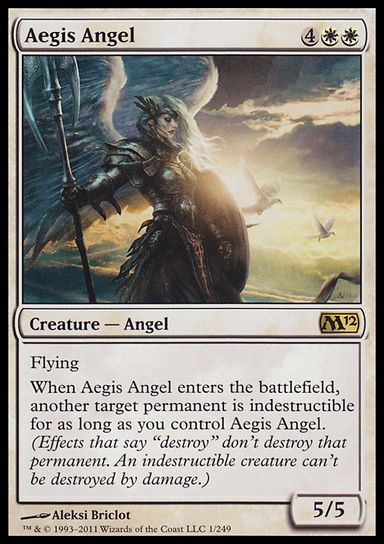 Aegis Angel 4
Creature — Angel M12
Flying
When Aegis Angel enters the battlefield,
another target permanent is indestructible
for as long as you control Aegis Angel.
(Effects that say “destroy” don’t destroy that
permanent. An indestructible creature can’t
be destroyed by damage.)
5/5
Aleksi Briclot
™ & © 1993–2011 Wizards of the Coast LLC 1/249